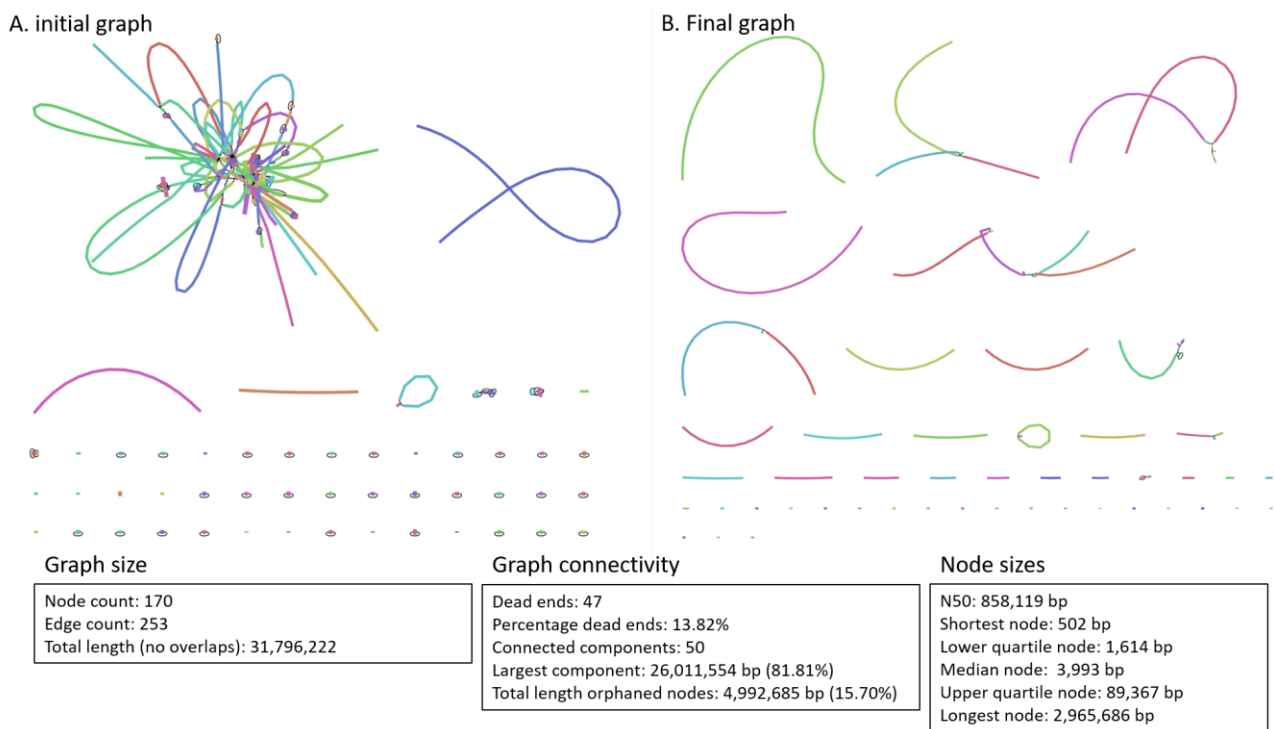 A. initial graph
B. Final graph
Graph size
Node count: 170
Edge count: 253
Total length (no overlaps): 31,796,222
Graph connectivity
Dead ends: 47
Percentage dead ends: 13.82%
Connected components: 50
Largest component: 26,011,554 bp (81.81%)
Total length orphaned nodes: 4,992,685 bp (15.70%)
Node sizes
N50: 858,119 bp
Shortest node: 502 bp
Lower quartile node: 1,614 bp
Median node:  3,993 bp
Upper quartile node: 89,367 bp
Longest node: 2,965,686 bp